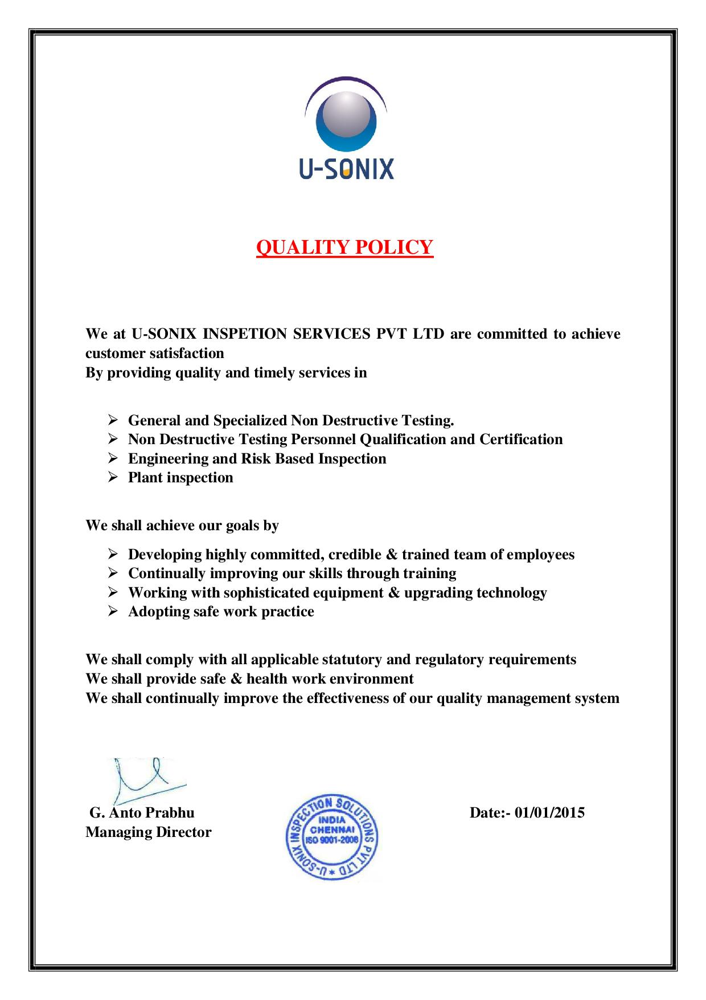 U-SONIX
QUALITY POLICY
We at U-SONIX INSPETION SERVICES PVT LTD are committed to achieve
customer satisfaction
By providing quality and timely services in
➢ General and Specialized Non Destructive Testing.
➢ Non Destructive Testing Personnel Qualification and Certification
➢ Engineering and Risk Based Inspection
➢ Plant inspection
We shall achieve our goals by
➢ Developing highly committed, credible & trained team of employees
➢ Continually improving our skills through training
➢ Working with sophisticated equipment & upgrading technology
➢ Adopting safe work practice
We shall comply with all applicable statutory and regulatory requirements
We shall provide safe & health work environment
We shall continually improve the effectiveness of our quality management system
G. Anto Prabhu
Managing Director
U-SONIX INSPECTION SOLUTIONS PVT LTD *
INDIA
CHENNAI
ISO 9001-2008
Date:- 01/01/2015